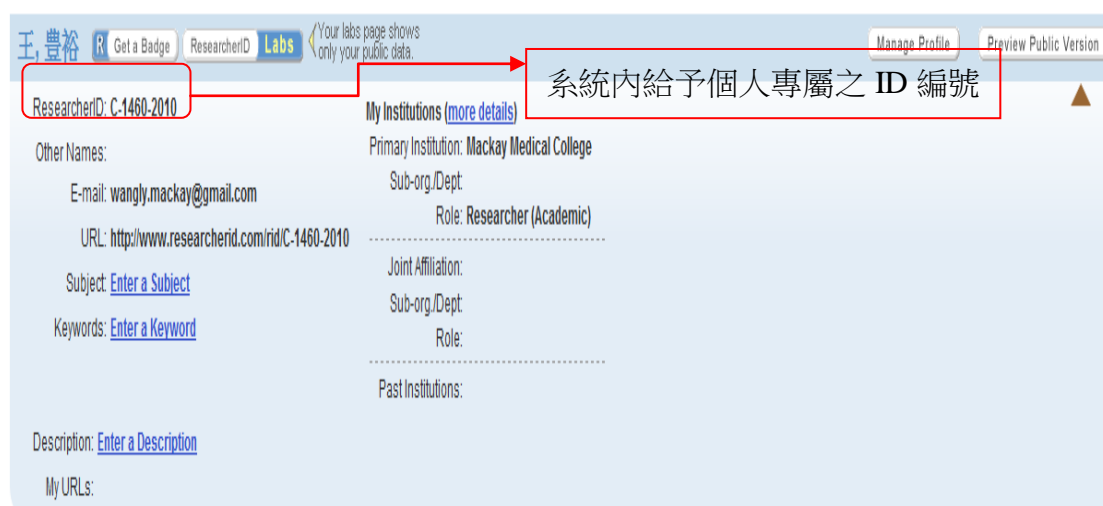 王, 豐裕 R Get a Badge ResearcherID Labs Your labs page shows only your public data. Manage Profile Preview Public Version
系統內給予個人專屬之 ID 編號
ResearcherID: C-1460-2010
Other Names:
E-mail: wangly.mackay@gmail.com
URL: http://www.researcherid.com/rid/C-1460-2010
Subject: Enter a Subject
Keywords: Enter a Keyword
My Institutions (more details)
Primary Institution: Mackay Medical College
Sub-org./Dept:
Role: Researcher (Academic)
Joint Affiliation:
Sub-org./Dept:
Role:
Past Institutions:
Description: Enter a Description
My URLs: